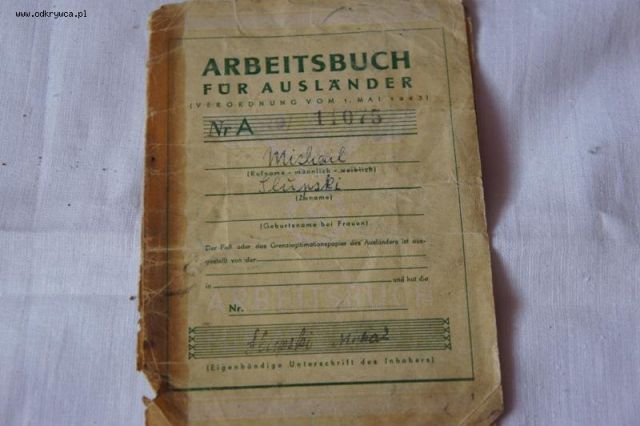 www.odkrywca.pl
ARBEITSBUCH
FÜR AUSLÄNDER
(VERORDNUNG VOM 1. MAI 1943)
Nr A 11075
Michail
(Rufname - männlich - weiblich)
Slupski
(Zuname)
(Geburtsname bei Frauen)
Der Paß oder das Grenzlegitimationspapier des Ausländers ist aus-
gestellt von der
in und hat die
ARBEITSBUCH
Nr.
(Eigenhändige Unterschrift des Inhabers)
1